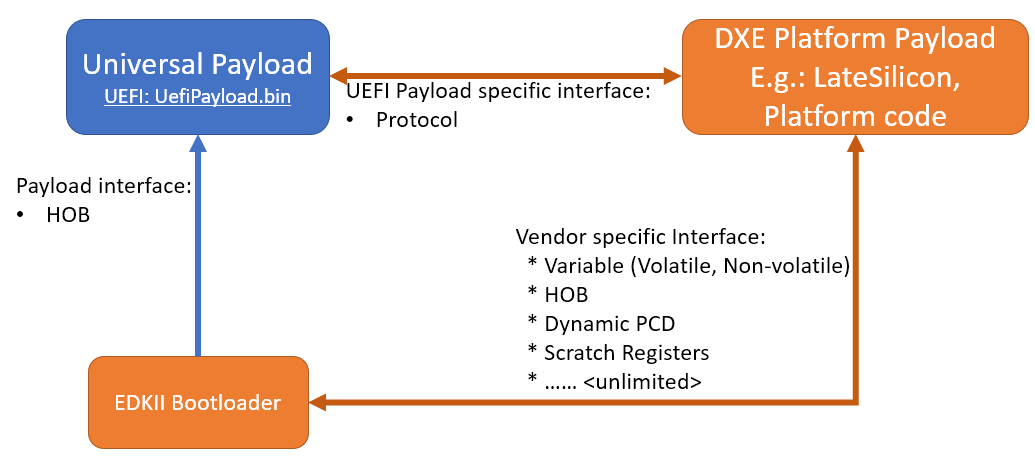 Universal Payload
UEFI: UefiPayload.bin
DXE Platform Payload
E.g.: LateSilicon,
Platform code
UEFI Payload specific interface:
• Protocol
Payload interface:
• HOB
Vendor specific Interface:
* Variable (Volatile, Non-volatile)
* HOB
* Dynamic PCD
* Scratch Registers
* …… <unlimited>
EDKII Bootloader